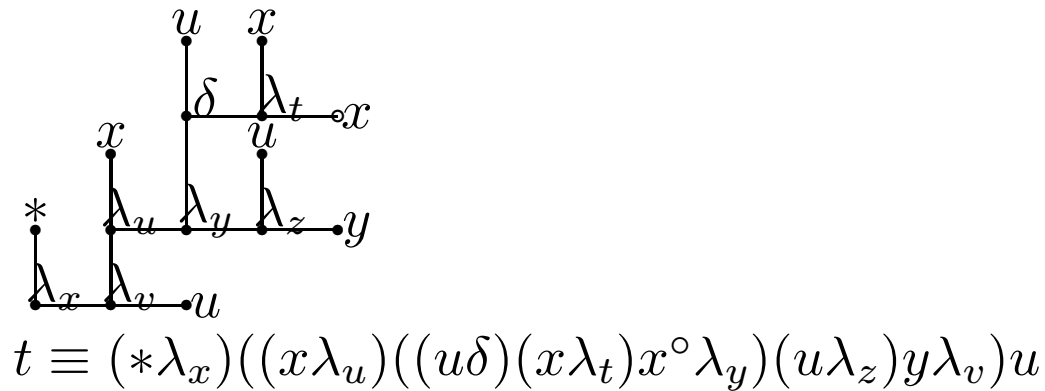 u x
δ λ_t x
x u
λ_u λ_y λ_z y
*
λ_x λ_v u
t ≡ (*λ_x)((xλ_u)((uδ)(xλ_t)x°λ_y)(uλ_z)yλ_v)u